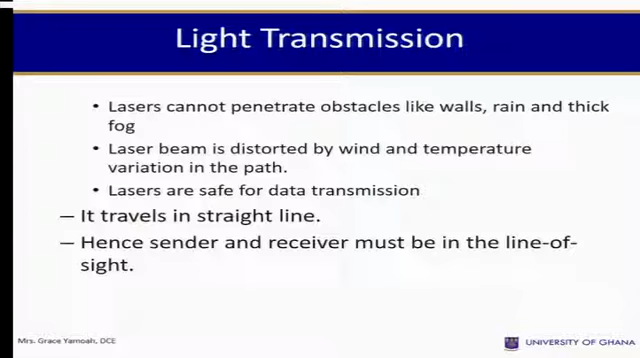 Light Transmission
• Lasers cannot penetrate obstacles like walls, rain and thick
fog
• Laser beam is distorted by wind and temperature
variation in the path.
• Lasers are safe for data transmission
– It travels in straight line.
– Hence sender and receiver must be in the line-of-
sight.
Mrs. Grace Yamoah, DCE
UNIVERSITY OF GHANA